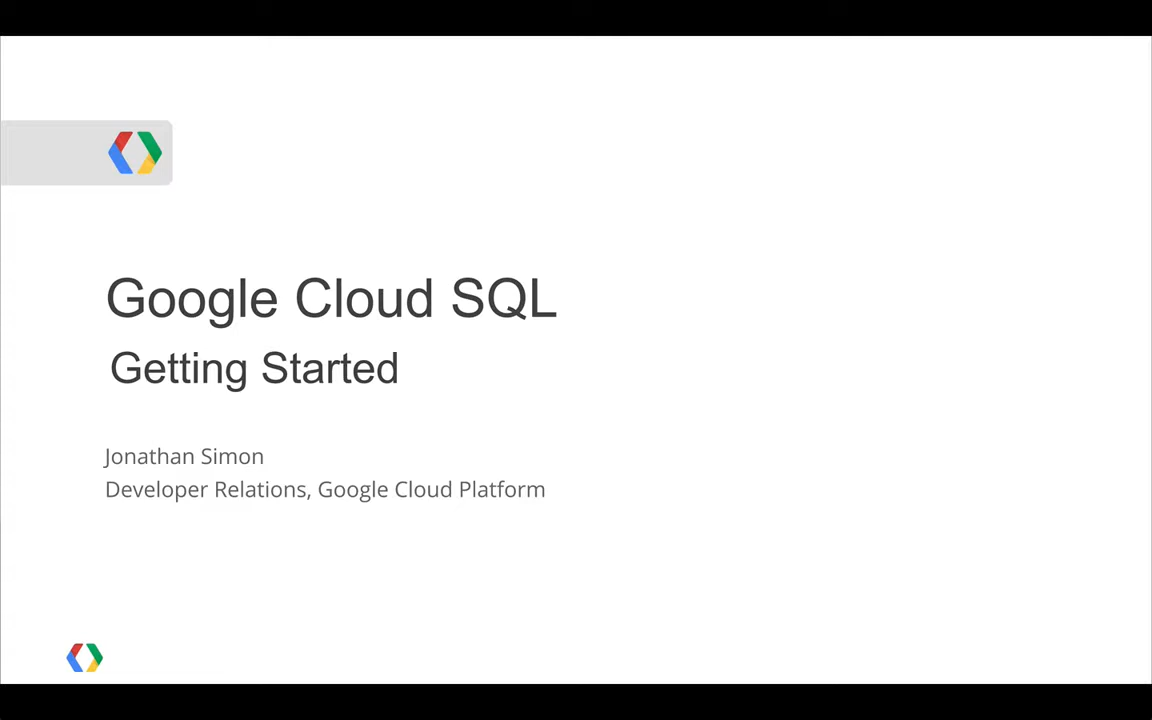 Google Cloud SQL
Getting Started
Jonathan Simon
Developer Relations, Google Cloud Platform